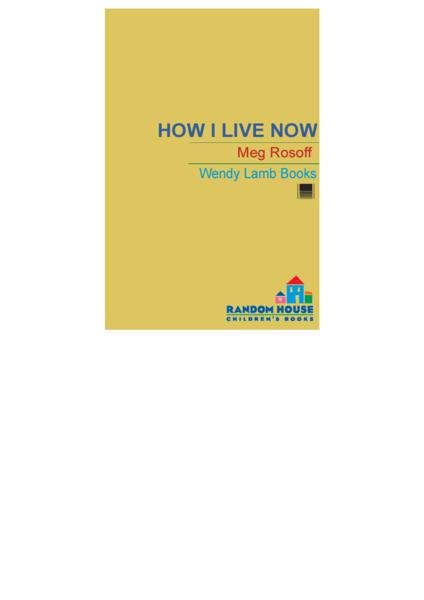 HOW I LIVE NOW
Meg Rosoff
Wendy Lamb Books
RANDOM HOUSE
CHILDREN'S BOOKS